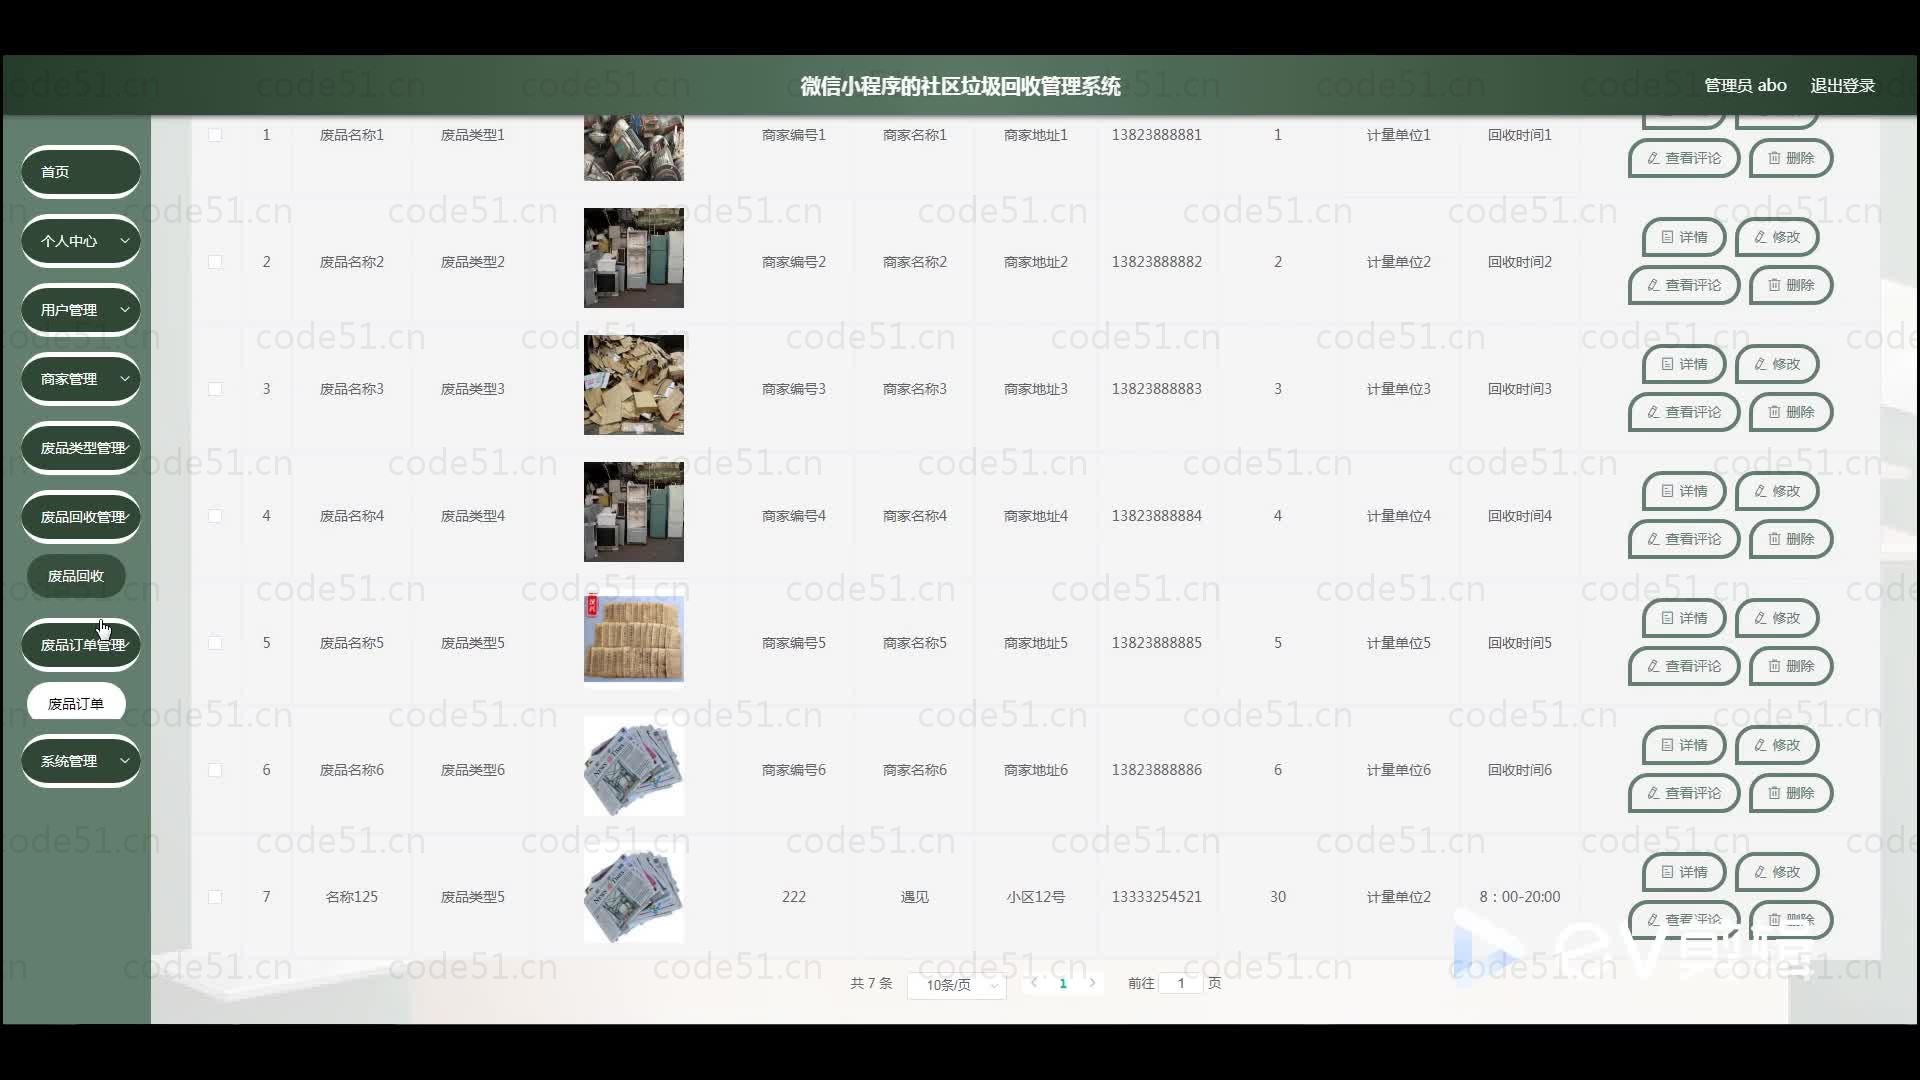 微信小程序的社区垃圾回收管理系统
管理员 abo 退出登录
首页
个人中心
用户管理
商家管理
废品类型管理
废品回收管理
废品回收
废品订单管理
废品订单
系统管理
1 废品名称1 废品类型1 商家编号1 商家名称1 商家地址1 13823888881 1 计量单位1 回收时间1
查看评论 删除
2 废品名称2 废品类型2 商家编号2 商家名称2 商家地址2 13823888882 2 计量单位2 回收时间2
详情 修改
查看评论 删除
3 废品名称3 废品类型3 商家编号3 商家名称3 商家地址3 13823888883 3 计量单位3 回收时间3
详情 修改
查看评论 删除
4 废品名称4 废品类型4 商家编号4 商家名称4 商家地址4 13823888884 4 计量单位4 回收时间4
详情 修改
查看评论 删除
5 废品名称5 废品类型5 商家编号5 商家名称5 商家地址5 13823888885 5 计量单位5 回收时间5
详情 修改
查看评论 删除
6 废品名称6 废品类型6 商家编号6 商家名称6 商家地址6 13823888886 6 计量单位6 回收时间6
详情 修改
查看评论 删除
7 名称125 废品类型5 222 遇见 小区12号 13333254521 30 计量单位2 8：00-20:00
详情 修改
查看评论 删除
共 7 条 10条/页 1 前往 1 页
EV剪辑
code51.cn